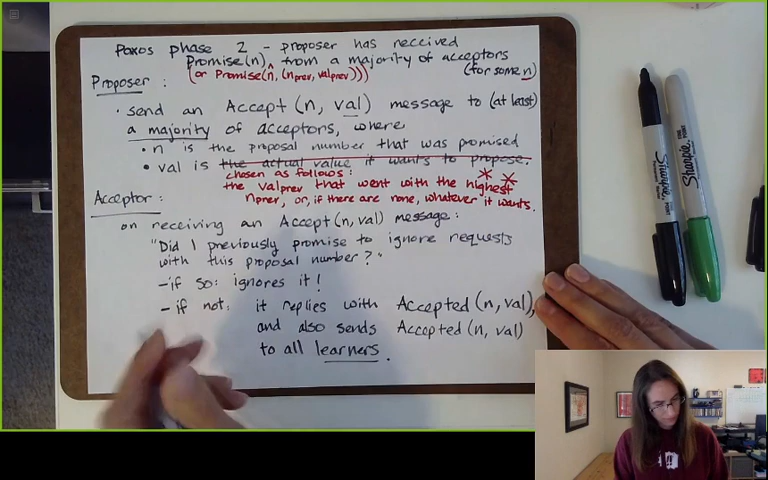 Paxos phase 2 - proposer has received
Promise(n) ^ from a majority of acceptors
(or Promise(n, (nprev, valprev))) (for some n)
Proposer :
• send an Accept (n, val) message to (at least)
a majority of acceptors, where
• n is the proposal number that was promised
• val is the actual value it wants to propose.
chosen as follows:
the valprev that went with the highest
nprev, or, if there are none, whatever it wants.
Acceptor :
on receiving an Accept(n, val) message:
"Did I previously promise to ignore requests
with this proposal number?"
- if so: ignores it!
- if not: it replies with Accepted (n, val),
and also sends Accepted (n, val)
to all learners.
Sharpie
Sharpie